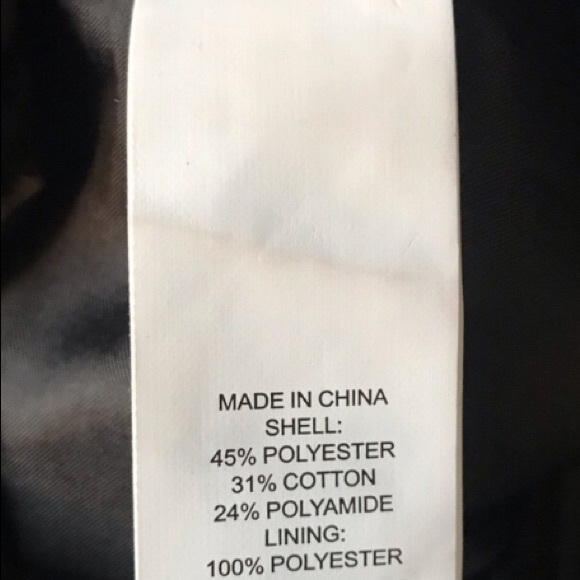 MADE IN CHINA
SHELL:
45% POLYESTER
31% COTTON
24% POLYAMIDE
LINING:
100% POLYESTER